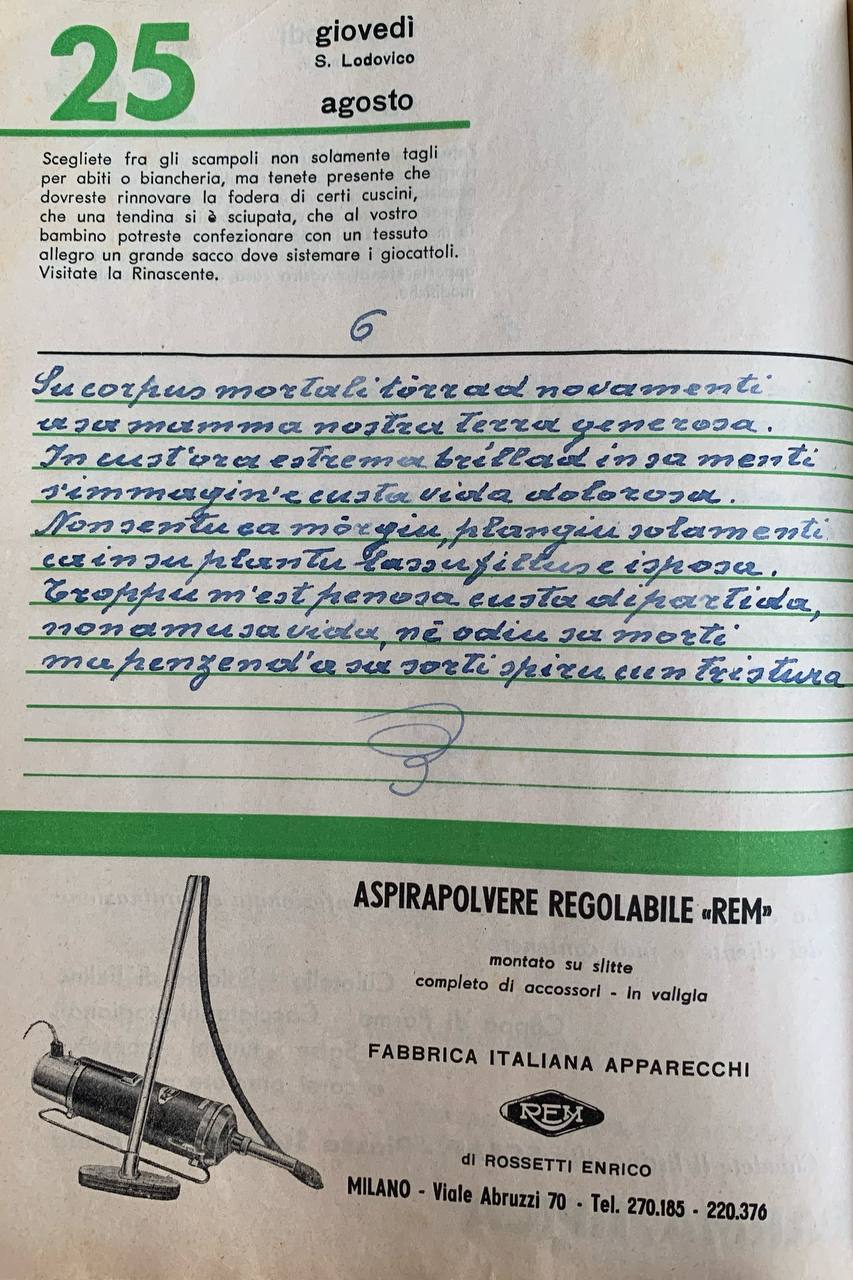 25
giovedì
S. Lodovico
agosto
Scegliete fra gli scampoli non solamente tagli
per abiti o biancheria, ma tenete presente che
dovreste rinnovare la fodera di certi cuscini,
che una tendina si è sciupata, che al vostro
bambino potreste confezionare con un tessuto
allegro un grande sacco dove sistemare i giocattoli.
Visitate la Rinascente.
6
Su corpus mortali tòrrad novamenti
a sa mamma nostra terra generosa.
In cust'ora estrema brillad in sa menti
s'immagin'e custa vida dolorosa.
Non sentu ca mòrgiu, plangiu solamenti
ca in su plantu lassu fillus e isposa.
Troppu m'est penosa custa dipartida,
non amu sa vida, nè odiu sa morti
ma penzend'a sa sorti spiru cun tristura
ASPIRAPOLVERE REGOLABILE «REM»
montato su slitte
completo di accossori - in valigia
FABBRICA ITALIANA APPARECCHI
REM
di ROSSETTI ENRICO
MILANO - Viale Abruzzi 70 - Tel. 270.185 - 220.376